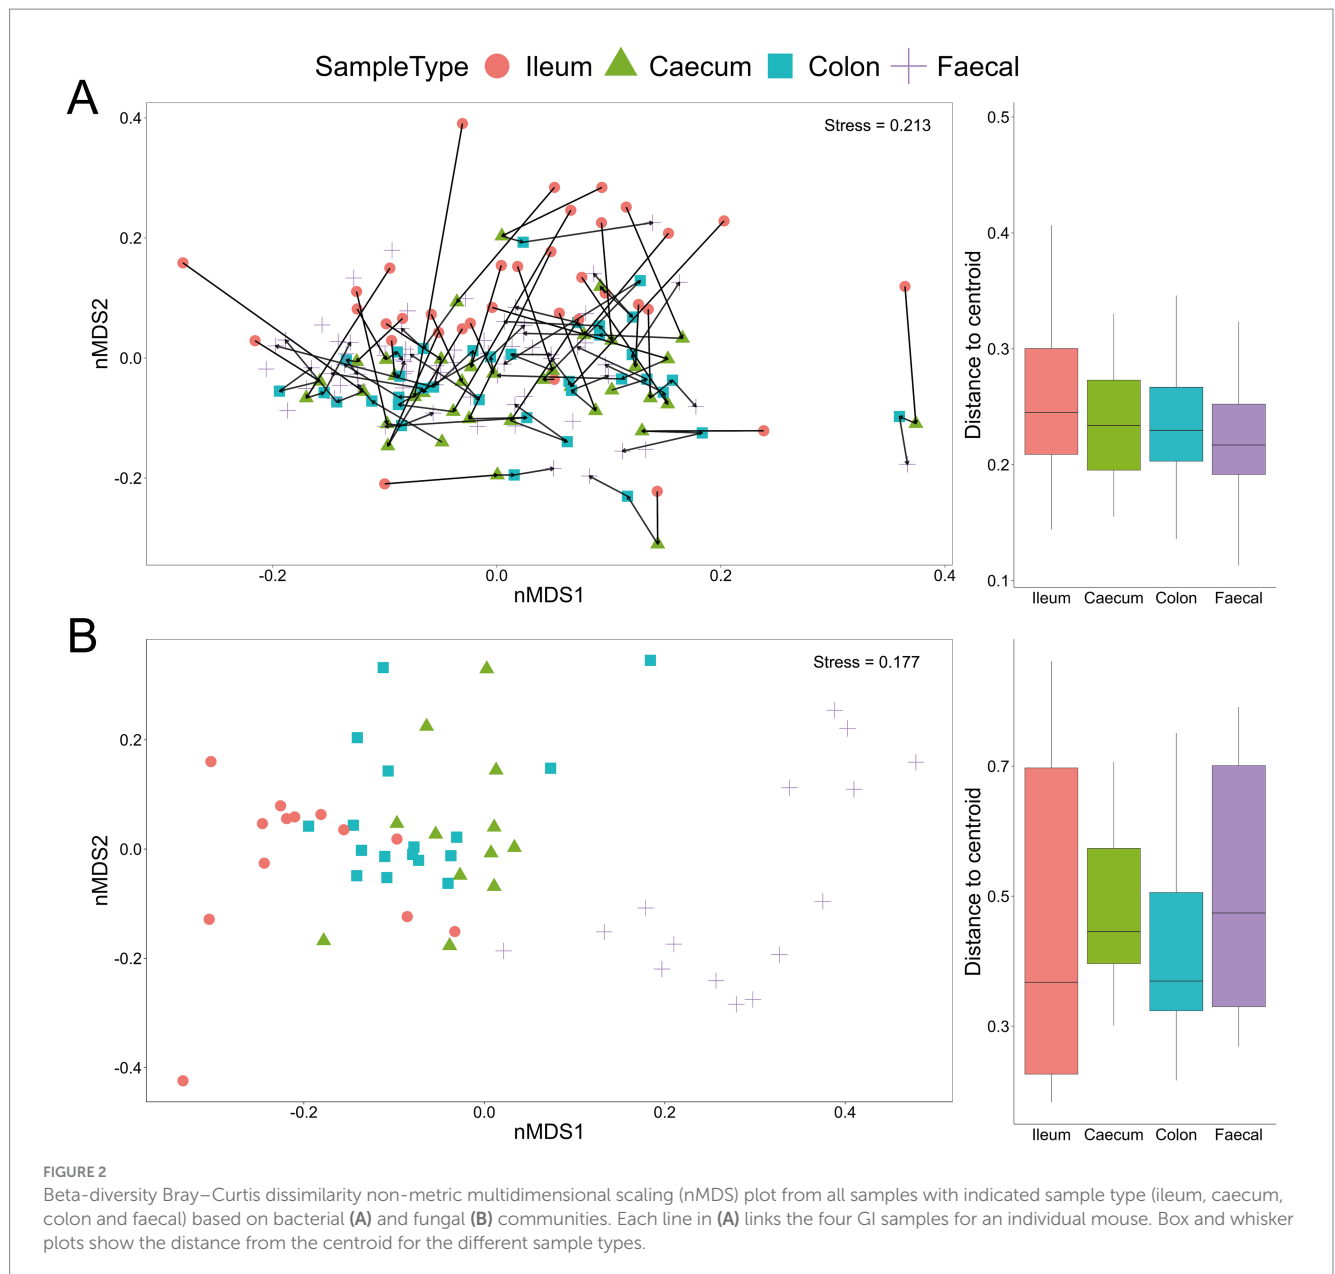 SampleType Ileum Caecum Colon Faecal
A
Stress = 0.213
0.4
0.2
0.0
-0.2
nMDS2
-0.2 0.0 0.2 0.4
nMDS1
0.5
0.4
0.3
0.2
0.1
Distance to centroid
Ileum Caecum Colon Faecal
B
Stress = 0.177
0.2
0.0
-0.2
-0.4
nMDS2
-0.2 0.0 0.2 0.4
nMDS1
0.7
0.5
0.3
Distance to centroid
Ileum Caecum Colon Faecal
FIGURE 2
Beta-diversity Bray–Curtis dissimilarity non-metric multidimensional scaling (nMDS) plot from all samples with indicated sample type (ileum, caecum,
colon and faecal) based on bacterial (A) and fungal (B) communities. Each line in (A) links the four GI samples for an individual mouse. Box and whisker
plots show the distance from the centroid for the different sample types.